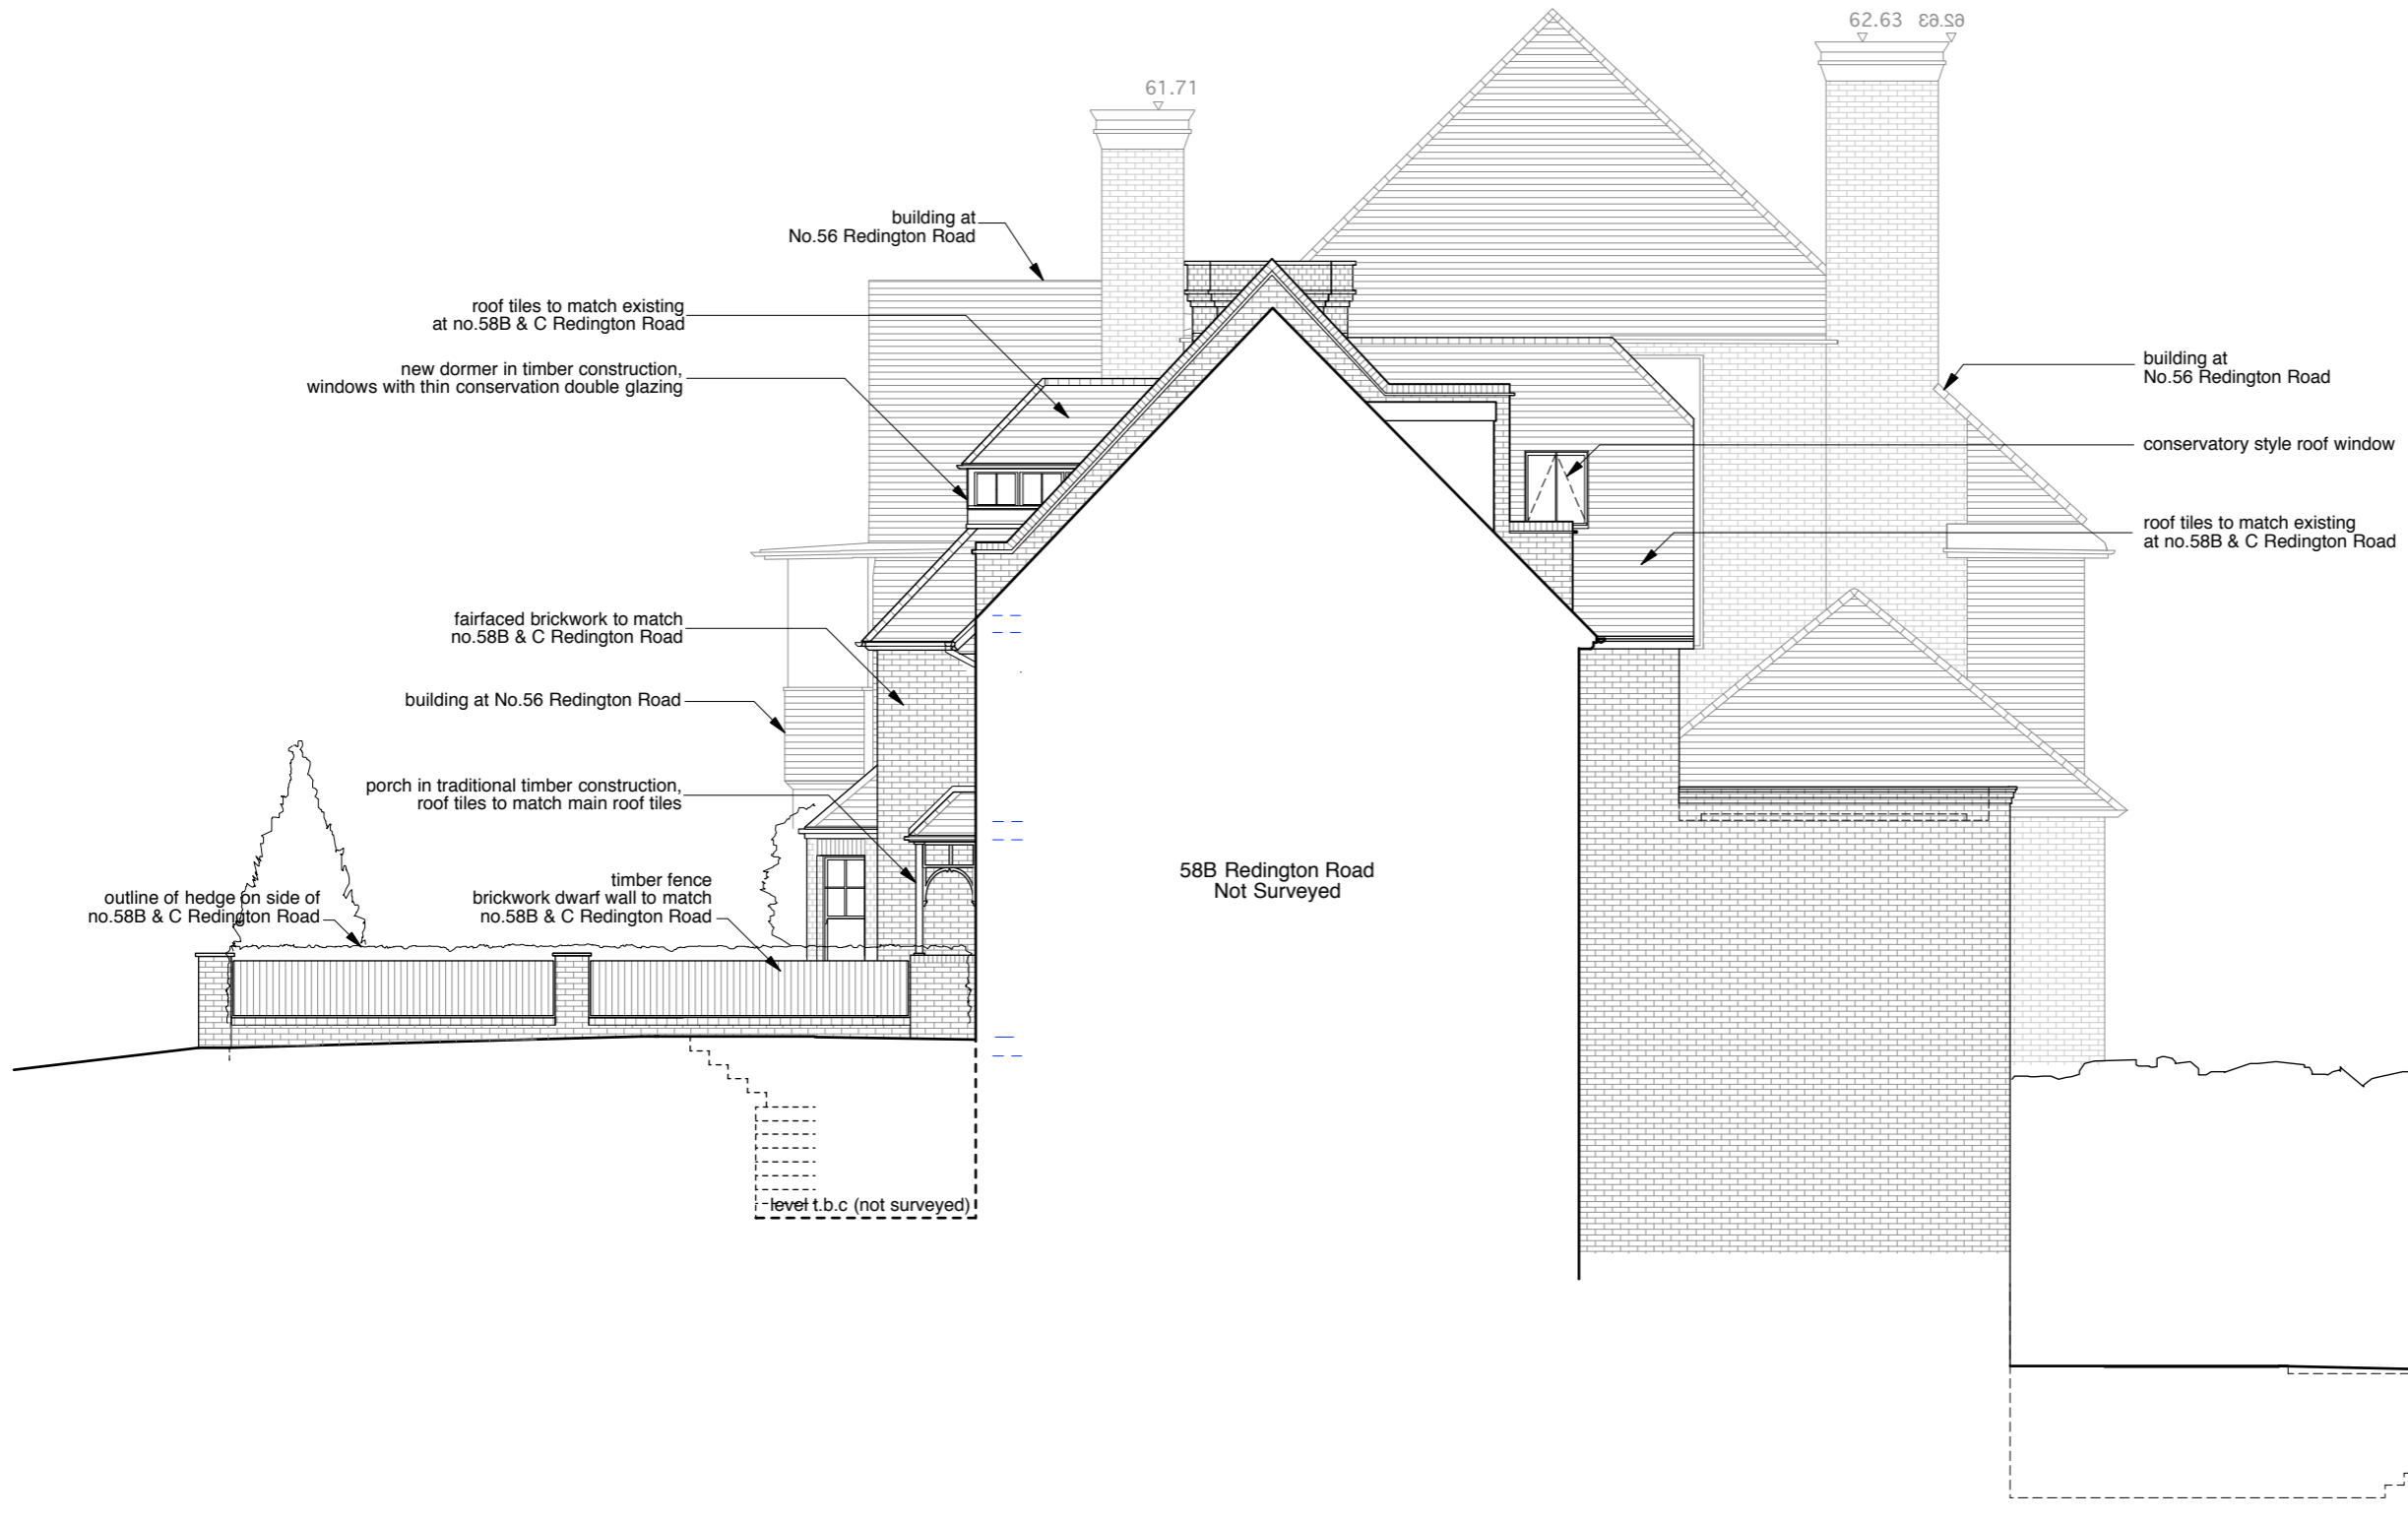 62.63
62.63
61.71
building at
No.56 Redington Road
roof tiles to match existing
at no.58B & C Redington Road
new dormer in timber construction,
windows with thin conservation double glazing
building at
No.56 Redington Road
conservatory style roof window
roof tiles to match existing
at no.58B & C Redington Road
fairfaced brickwork to match
no.58B & C Redington Road
building at No.56 Redington Road
porch in traditional timber construction,
roof tiles to match main roof tiles
58B Redington Road
Not Surveyed
timber fence
brickwork dwarf wall to match
no.58B & C Redington Road
outline of hedge on side of
no.58B & C Redington Road
level t.b.c (not surveyed)